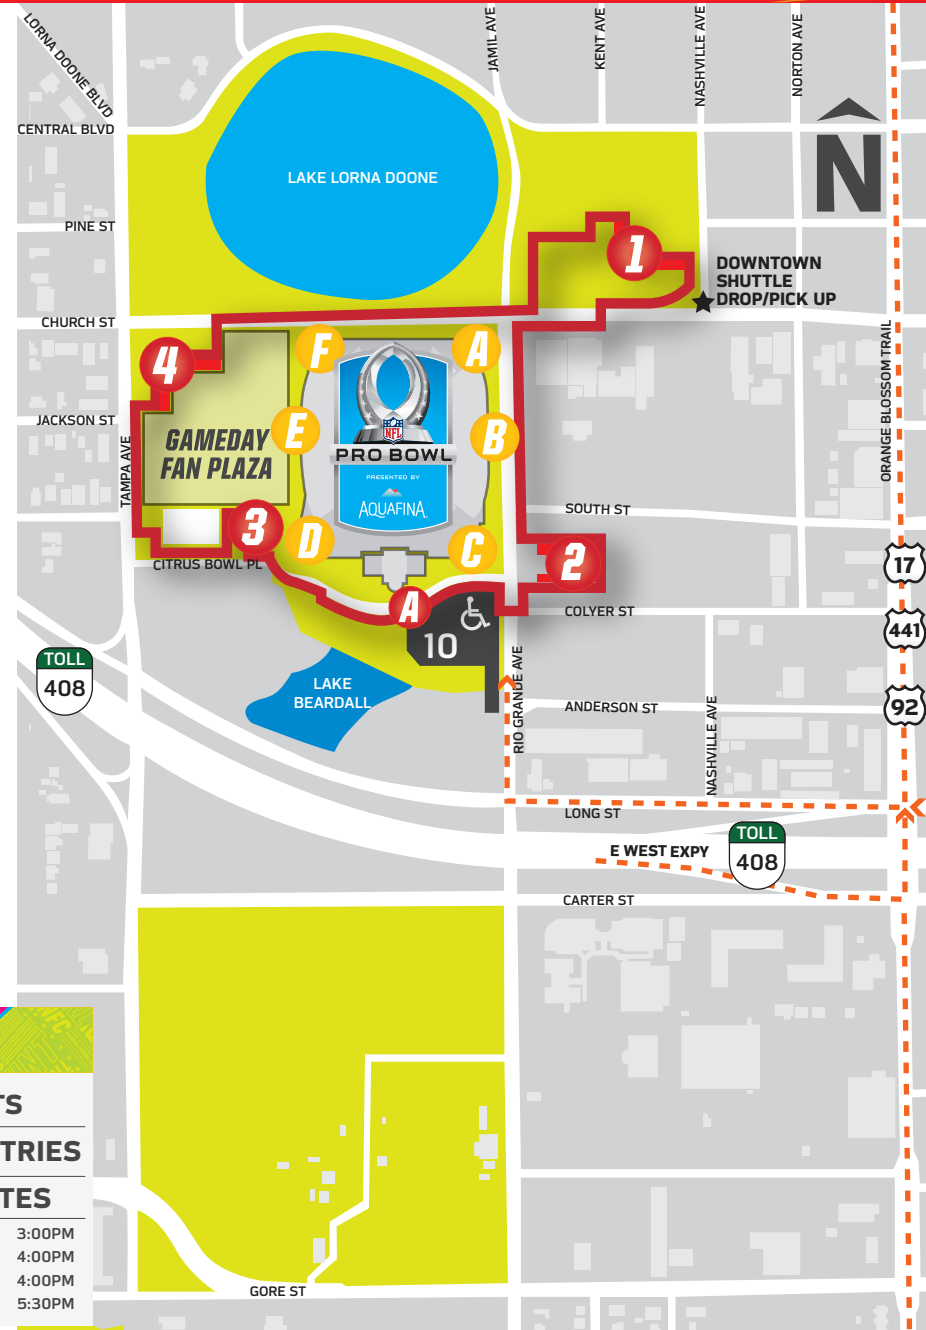 LORNA DOONE BLVD
JAMIL AVE
KENT AVE
NASHVILLE AVE
NORTON AVE
CENTRAL BLVD
N
LAKE LORNA DOONE
PINE ST
1
DOWNTOWN
SHUTTLE
DROP/PICK UP
CHURCH ST
ORANGE BLOSSOM TRAIL
4
F
A
JACKSON ST
TAMPA AVE
GAMEDAY
FAN PLAZA
E
B
NFL
PRO BOWL
PRESENTED BY
AQUAFINA
SOUTH ST
3
D
C
2
17
CITRUS BOWL PL
A
10
COLYER ST
441
TOLL
408
LAKE
BEARDALL
RIO GRANDE AVE
ANDERSON ST
NASHVILLE AVE
92
LONG ST
E WEST EXPY
TOLL
408
CARTER ST
TS
TRIES
TES
3:00PM
4:00PM
4:00PM
5:30PM
GORE ST